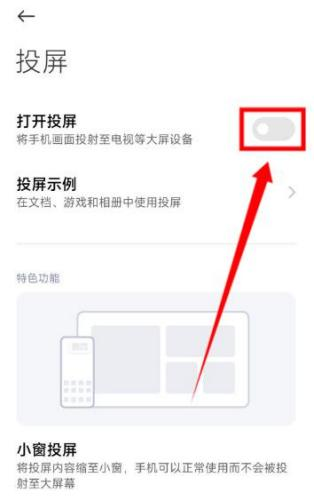 投屏
打开投屏
将手机画面投射至电视等大屏设备
投屏示例
在文档、游戏和相册中使用投屏
特色功能
小窗投屏
将投屏内容缩至小窗，手机可以正常使用而不会被投
射至大屏幕